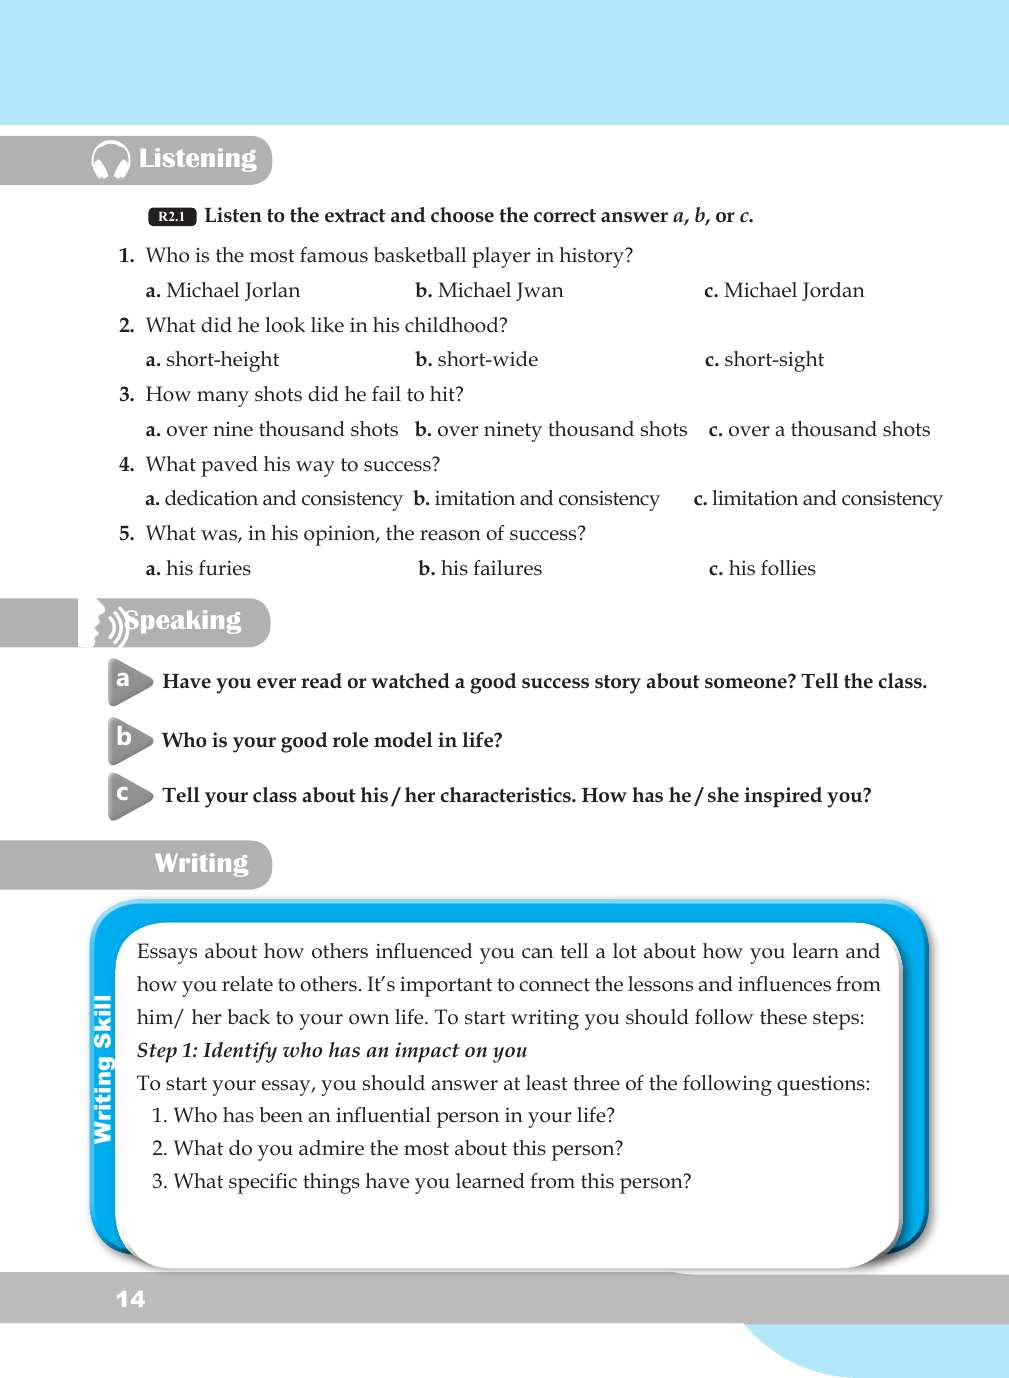 Listening
R2.1 Listen to the extract and choose the correct answer a, b, or c.
1. Who is the most famous basketball player in history?
a. Michael Jorlan b. Michael Jwan c. Michael Jordan
2. What did he look like in his childhood?
a. short-height b. short-wide c. short-sight
3. How many shots did he fail to hit?
a. over nine thousand shots b. over ninety thousand shots c. over a thousand shots
4. What paved his way to success?
a. dedication and consistency b. imitation and consistency c. limitation and consistency
5. What was, in his opinion, the reason of success?
a. his furies b. his failures c. his follies
Speaking
a Have you ever read or watched a good success story about someone? Tell the class.
b Who is your good role model in life?
c Tell your class about his / her characteristics. How has he / she inspired you?
Writing
Writing Skill
Essays about how others influenced you can tell a lot about how you learn and
how you relate to others. It's important to connect the lessons and influences from
him/ her back to your own life. To start writing you should follow these steps:
Step 1: Identify who has an impact on you
To start your essay, you should answer at least three of the following questions:
1. Who has been an influential person in your life?
2. What do you admire the most about this person?
3. What specific things have you learned from this person?
14